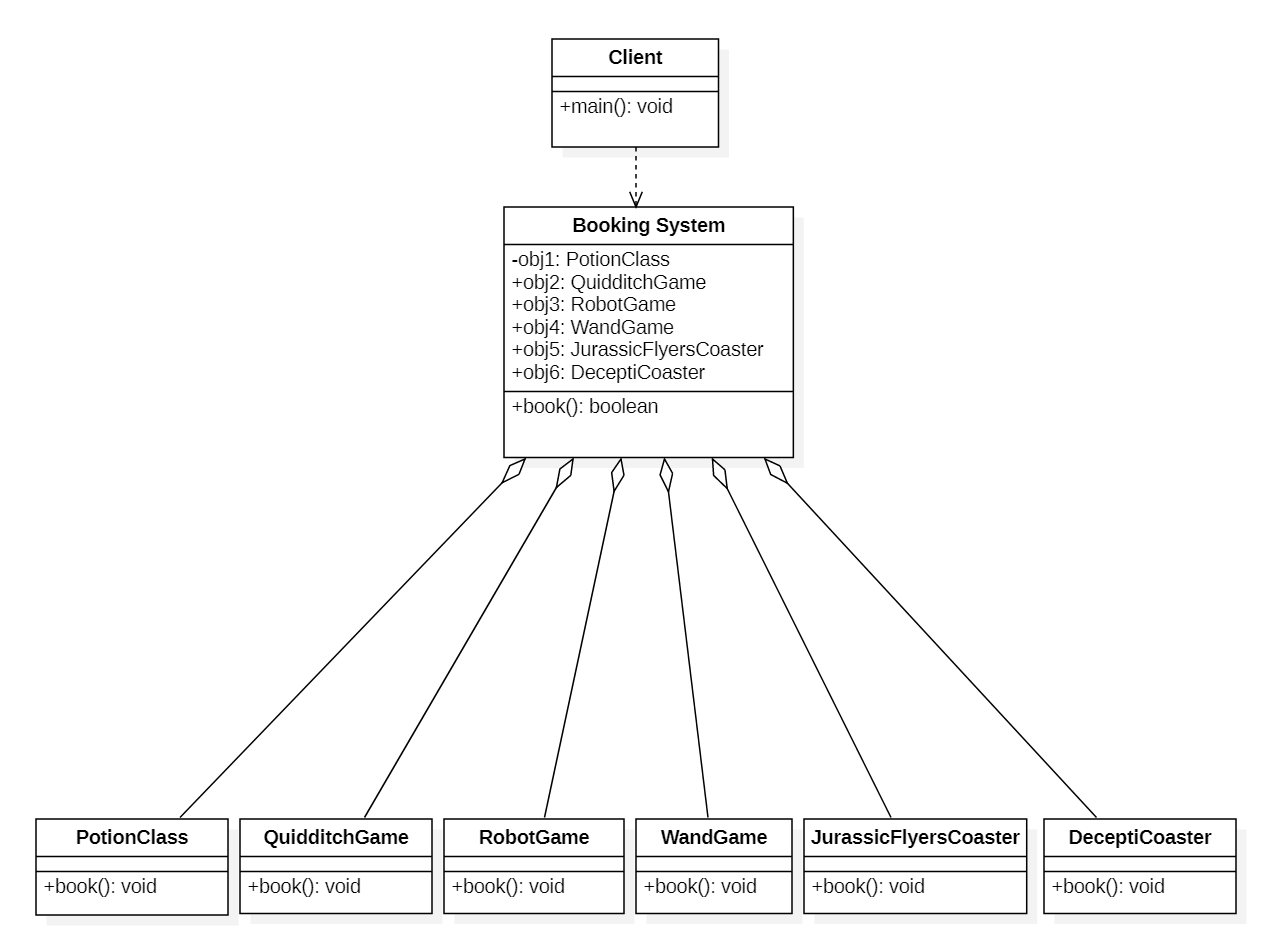 Client
+main(): void
Booking System
-obj1: PotionClass
+obj2: QuidditchGame
+obj3: RobotGame
+obj4: WandGame
+obj5: JurassicFlyersCoaster
+obj6: DeceptiCoaster
+book(): boolean
PotionClass
+book(): void
QuidditchGame
+book(): void
RobotGame
+book(): void
WandGame
+book(): void
JurassicFlyersCoaster
+book(): void
DeceptiCoaster
+book(): void